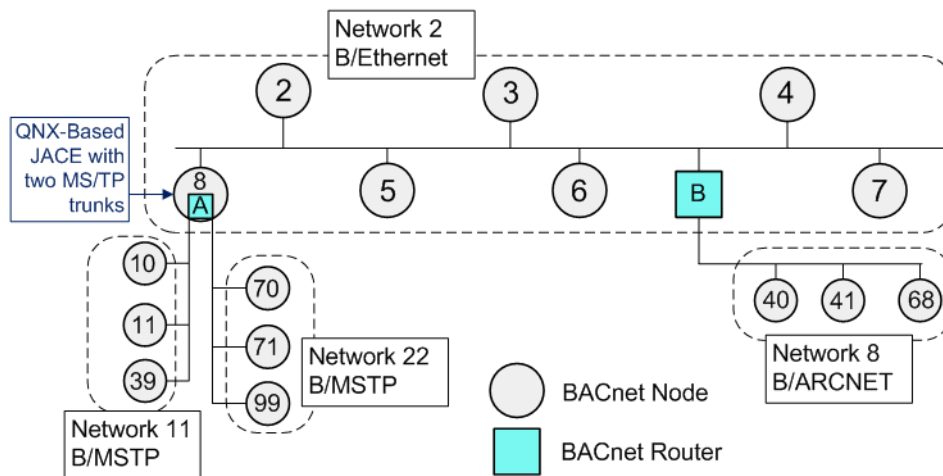 Network 2
B/Ethernet
2
3
4
QNX-Based
JACE with
two MS/TP
trunks
8
A
5
6
B
7
10
11
39
70
71
99
40
41
68
Network 22
B/MSTP
Network 8
B/ARCNET
Network 11
B/MSTP
BACnet Node
BACnet Router